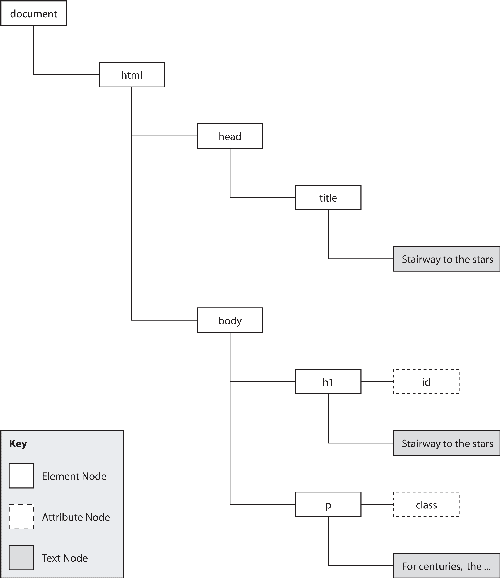 document
html
head
title
Stairway to the stars
body
h1
id
Stairway to the stars
p
class
For centuries, the ...
Key
Element Node
Attribute Node
Text Node